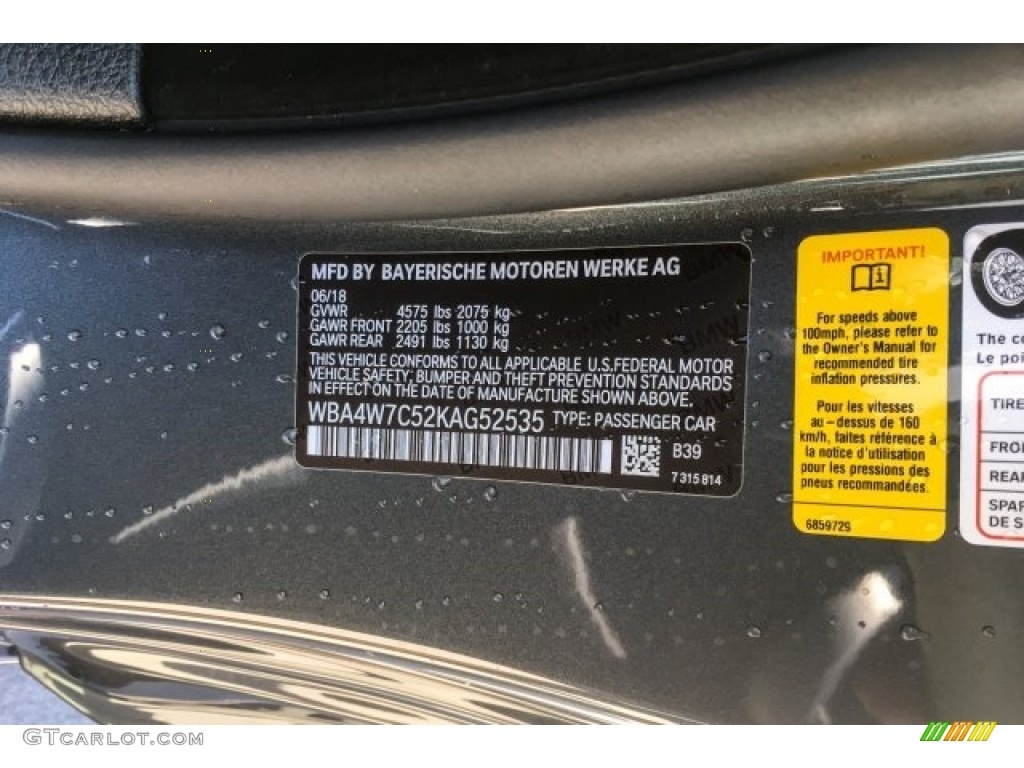 MFD BY BAYERISCHE MOTOREN WERKE AG
06/18
GVWR 4575 lbs 2075 kg
GAWR FRONT 2205 lbs 1000 kg
GAWR REAR 2491 lbs 1130 kg
THIS VEHICLE CONFORMS TO ALL APPLICABLE U.S.FEDERAL MOTOR
VEHICLE SAFETY, BUMPER AND THEFT PREVENTION STANDARDS
IN EFFECT ON THE DATE OF MANUFACTURE SHOWN ABOVE.
WBA4W7C52KAG52535 TYPE: PASSENGER CAR
B39
7 315 814
IMPORTANT!
For speeds above
100mph, please refer to
the Owner's Manual for
recommended tire
inflation pressures.
Pour les vitesses
au-dessus de 160
km/h, faites référence à
la notice d'utilisation
pour les pressions des
pneus recommandées.
6859729
The
Le
TIRE
FRO
REA
SPA
DE S
GTCarlot.com